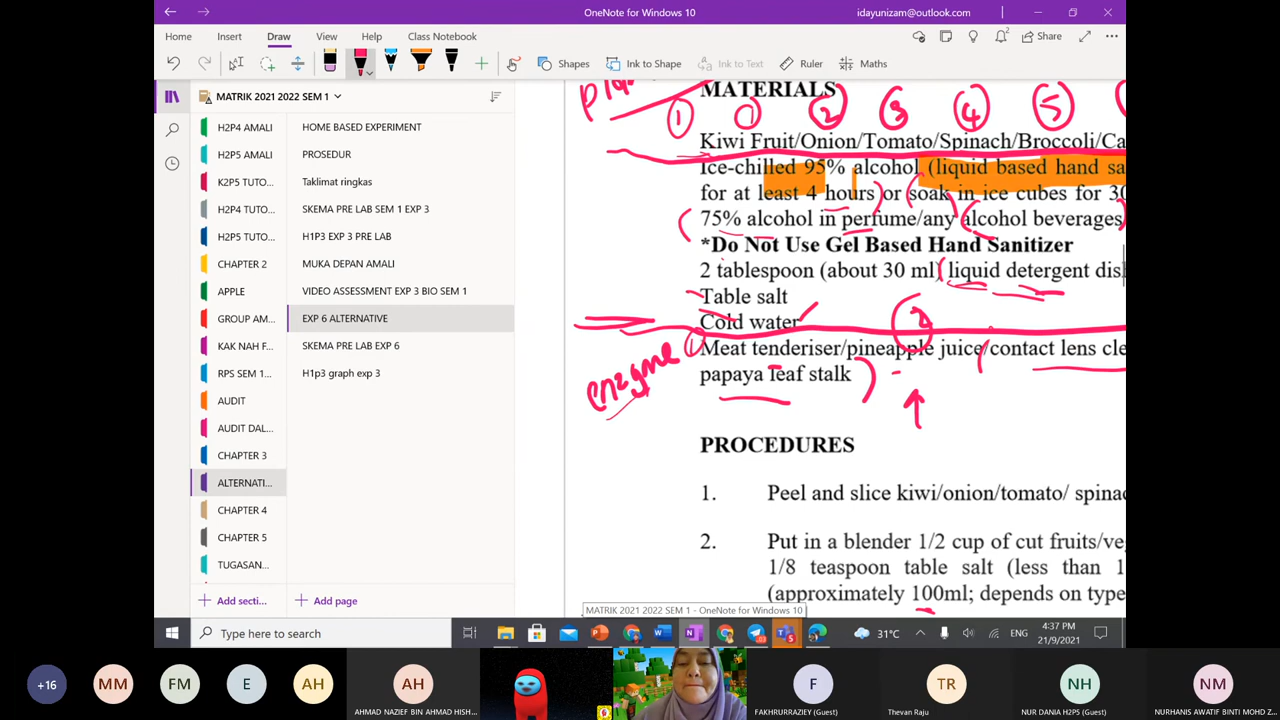 OneNote for Windows 10
idayunizam@outlook.com
Home Insert Draw View Help Class Notebook
Share
Shapes Ink to Shape Ink to Text Ruler Maths
MATRIK 2021 2022 SEM 1
H2P4 AMALI
H2P5 AMALI
K2P5 TUTO...
H2P4 TUTO...
H2P5 TUTO...
CHAPTER 2
APPLE
GROUP AM...
KAK NAH F...
RPS SEM 1...
AUDIT
AUDIT DAL...
CHAPTER 3
ALTERNATI...
CHAPTER 4
CHAPTER 5
TUGASAN...
Add secti...
HOME BASED EXPERIMENT
PROSEDUR
Taklimat ringkas
SKEMA PRE LAB SEM 1 EXP 3
H1P3 EXP 3 PRE LAB
MUKA DEPAN AMALI
VIDEO ASSESSMENT EXP 3 BIO SEM 1
EXP 6 ALTERNATIVE
SKEMA PRE LAB EXP 6
H1p3 graph exp 3
Add page
MATERIALS
1 1 2 3 4 5
Kiwi Fruit/Onion/Tomato/Spinach/Broccoli/Ca
Ice-chilled 95% alcohol (liquid based hand sa
for at least 4 hours) or (soak in ice cubes for 30
75% alcohol in perfume/any alcohol beverages
*Do Not Use Gel Based Hand Sanitizer
2 tablespoon (about 30 ml) liquid detergent dis
Table salt
Cold water
2
enzyme 1
Meat tenderiser/pineapple juice/contact lens cle
papaya leaf stalk
PROCEDURES
1. Peel and slice kiwi/onion/tomato/ spinac
2. Put in a blender 1/2 cup of cut fruits/ve
1/8 teaspoon table salt (less than 1
(approximately 100ml; depends on type
MATRIK 2021 2022 SEM 1 - OneNote for Windows 10
Type here to search
31°C
ENG
4:37 PM
21/9/2021
+16 MM FM E AH AH F TR NH NM
AHMAD NAZIEF BIN AHMAD HISH...
FAKHRURRAZIEY (Guest)
Thevan Raju
NUR DANIA H2P5 (Guest)
NURHANIS AWATIF BINTI MOHD Z...